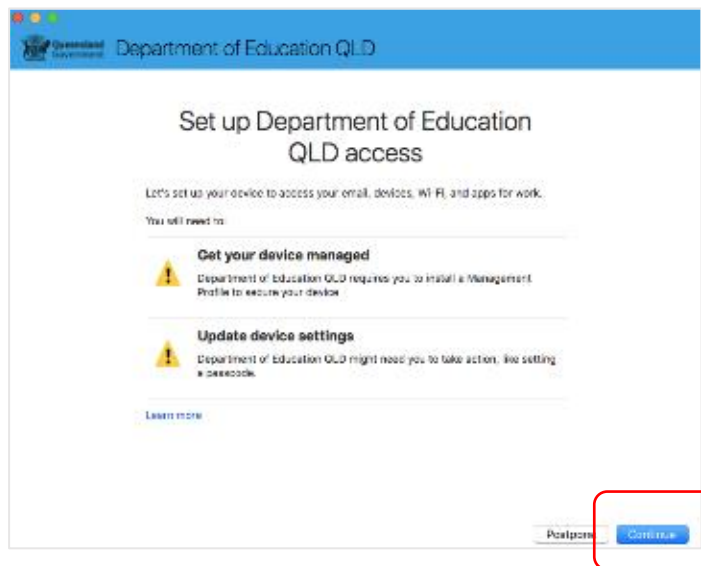 Queensland
Government
Department of Education QLD
Set up Department of Education
QLD access
Let's set up your device to access your email, devices, Wi-Fi, and apps for work.
You will need to:
Get your device managed
Department of Education QLD requires you to install a Management
Profile to secure your device
Update device settings
Department of Education QLD might need you to take action, like setting
a passcode.
Learn more
Postpone
Continue